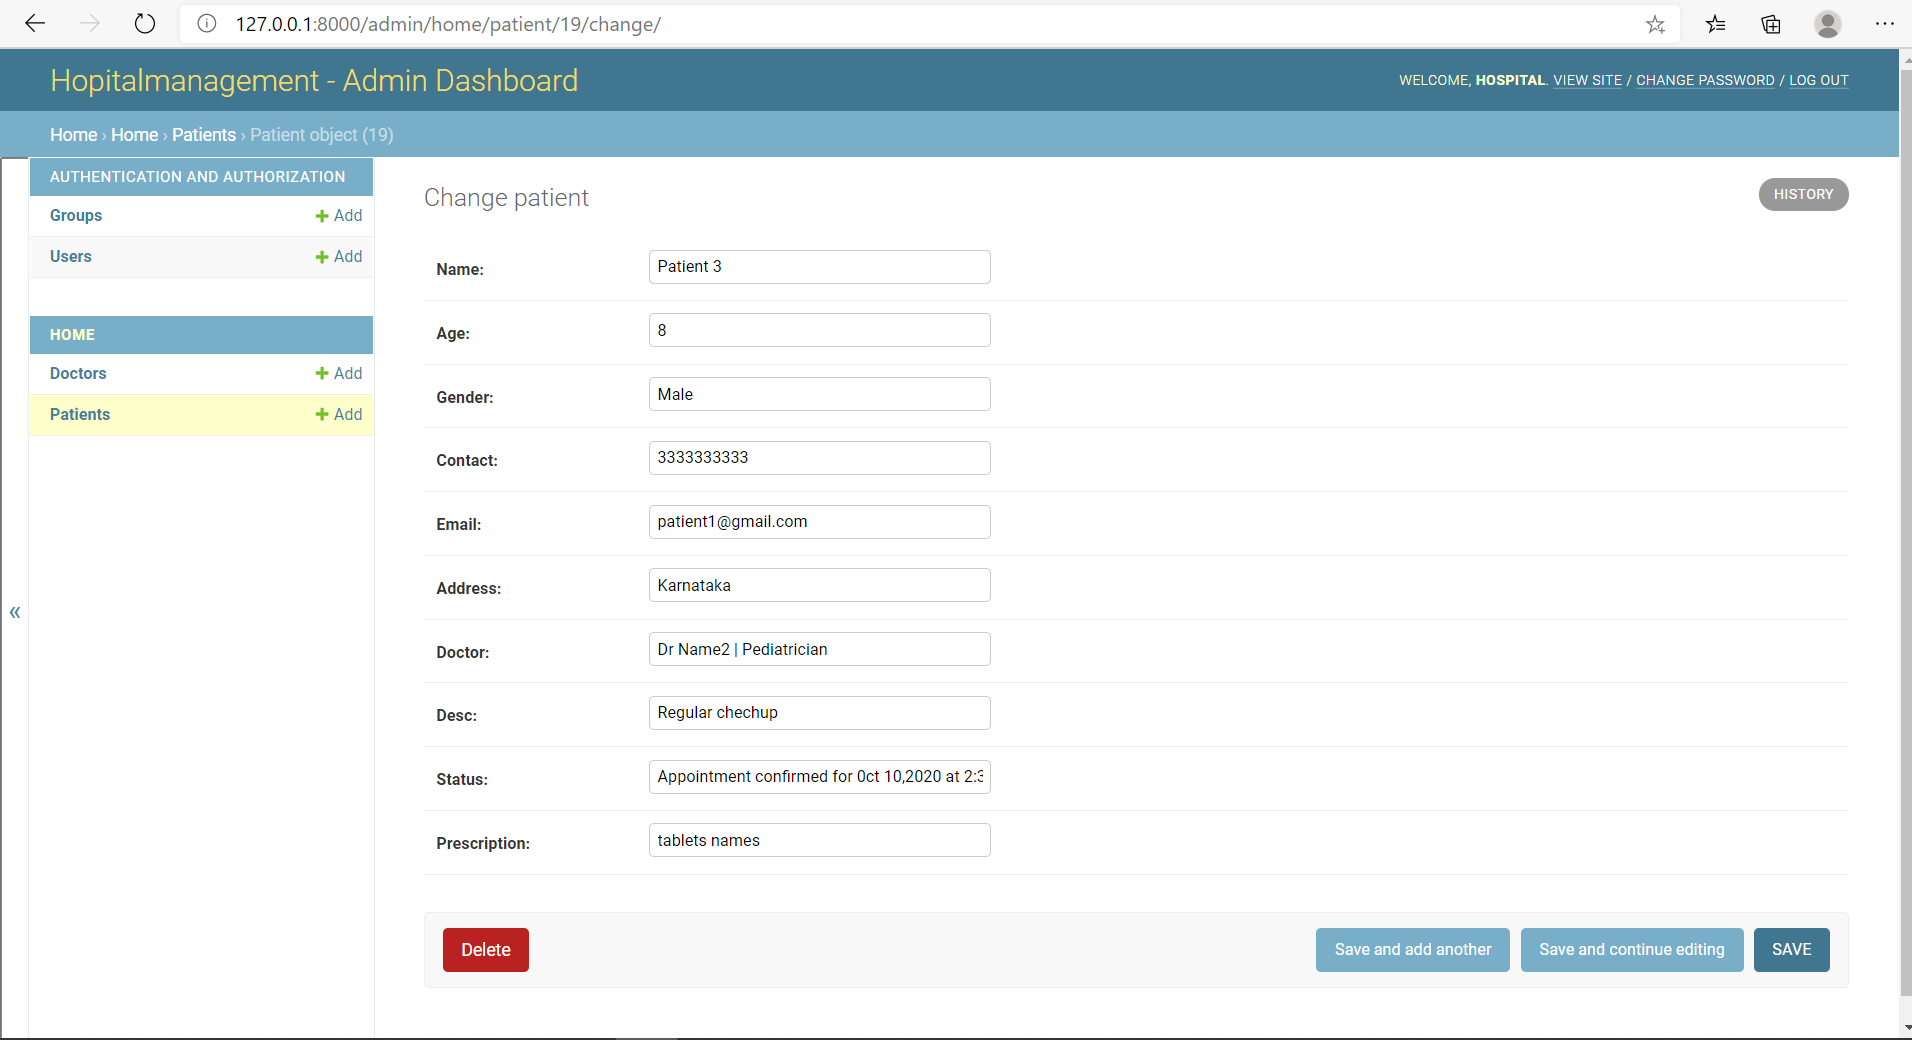 127.0.0.1:8000/admin/home/patient/19/change/
Hopitalmanagement - Admin Dashboard
WELCOME, HOSPITAL. VIEW SITE / CHANGE PASSWORD / LOG OUT
Home › Home › Patients › Patient object (19)
AUTHENTICATION AND AUTHORIZATION
Groups + Add
Users + Add
HOME
Doctors + Add
Patients + Add
«
Change patient
HISTORY
Name: Patient 3
Age: 8
Gender: Male
Contact: 3333333333
Email: patient1@gmail.com
Address: Karnataka
Doctor: Dr Name2 | Pediatrician
Desc: Regular chechup
Status: Appointment confirmed for 0ct 10,2020 at 2:3
Prescription: tablets names
Delete
Save and add another
Save and continue editing
SAVE